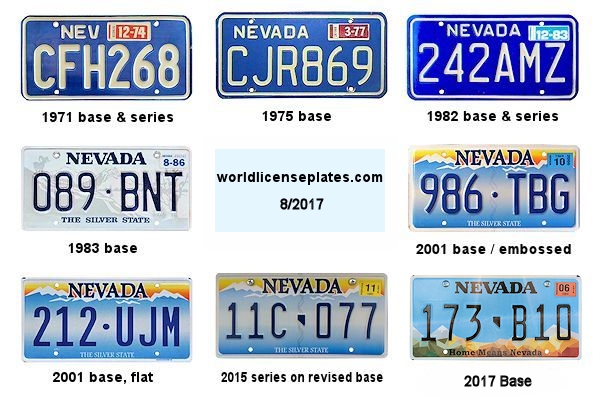 NEV 12-74
CFH268
1971 base & series
NEVADA 3-77
CJR869
1975 base
NEVADA 12-83
242AMZ
1982 base & series
NEVADA
8-86
089·BNT
THE SILVER STATE
1983 base
worldlicenseplates.com
8/2017
NEVADA 10
986·TBG
THE SILVER STATE
2001 base / embossed
NEVADA
212·UJM
THE SILVER STATE
2001 base, flat
NEVADA 11
11C 077
THE SILVER STATE
2015 series on revised base
NEVADA 06
173 B10
Home Means Nevada
2017 Base